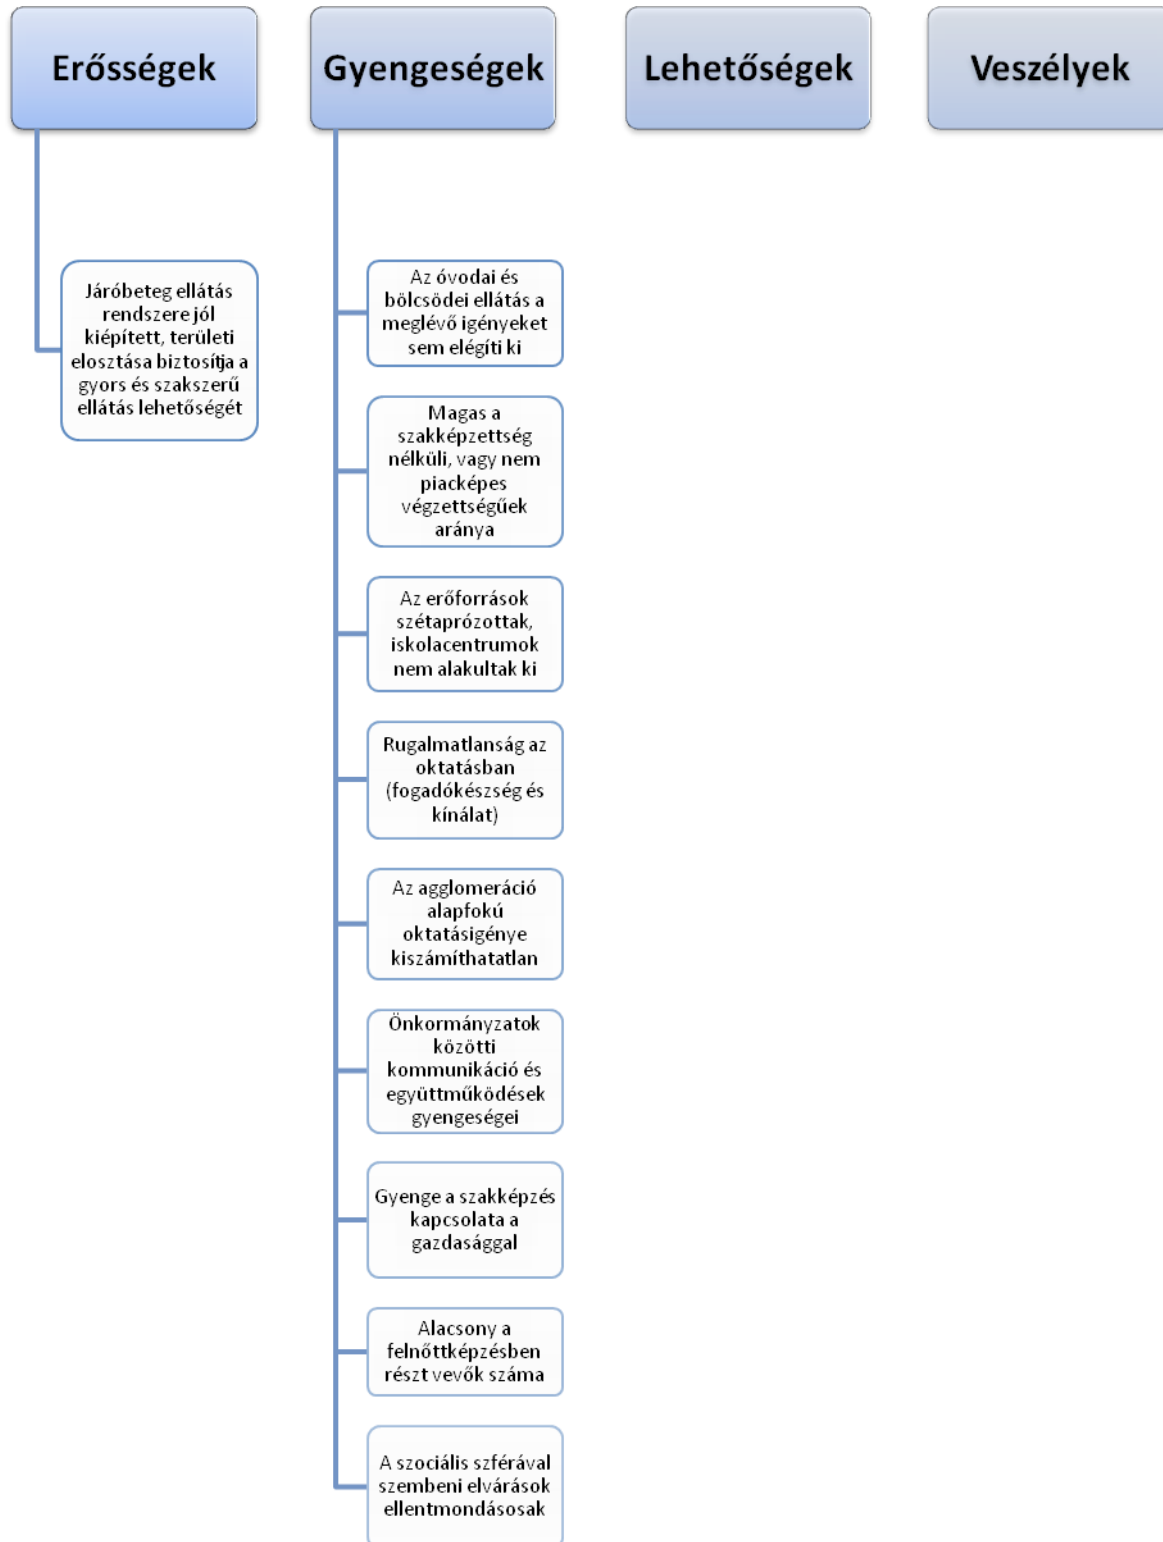 Erősségek
Gyengeségek
Lehetőségek
Veszélyek
Járóbeteg ellátás
rendszere jól
kiépített, területi
elosztása biztosítja a
gyors és szakszerű
ellátás lehetőségét
Az óvodai és
bölcsödei ellátás a
meglévő igényeket
sem elégíti ki
Magas a
szakképzettség
nélküli, vagy nem
piacképes
végzettségűek
aránya
Az erőforrások
szétaprózottak,
iskolacentrumok
nem alakultak ki
Rugalmatlanság az
oktatásban
(fogadókészség és
kínálat)
Az agglomeráció
alapfokú
oktatásigénye
kiszámíthatatlan
Önkormányzatok
közötti
kommunikáció és
együttműködések
gyengeségei
Gyenge a szakképzés
kapcsolata a
gazdasággal
Alacsony a
felnőttképzésben
részt vevők száma
A szociális szférával
szembeni elvárások
ellentmondásosak